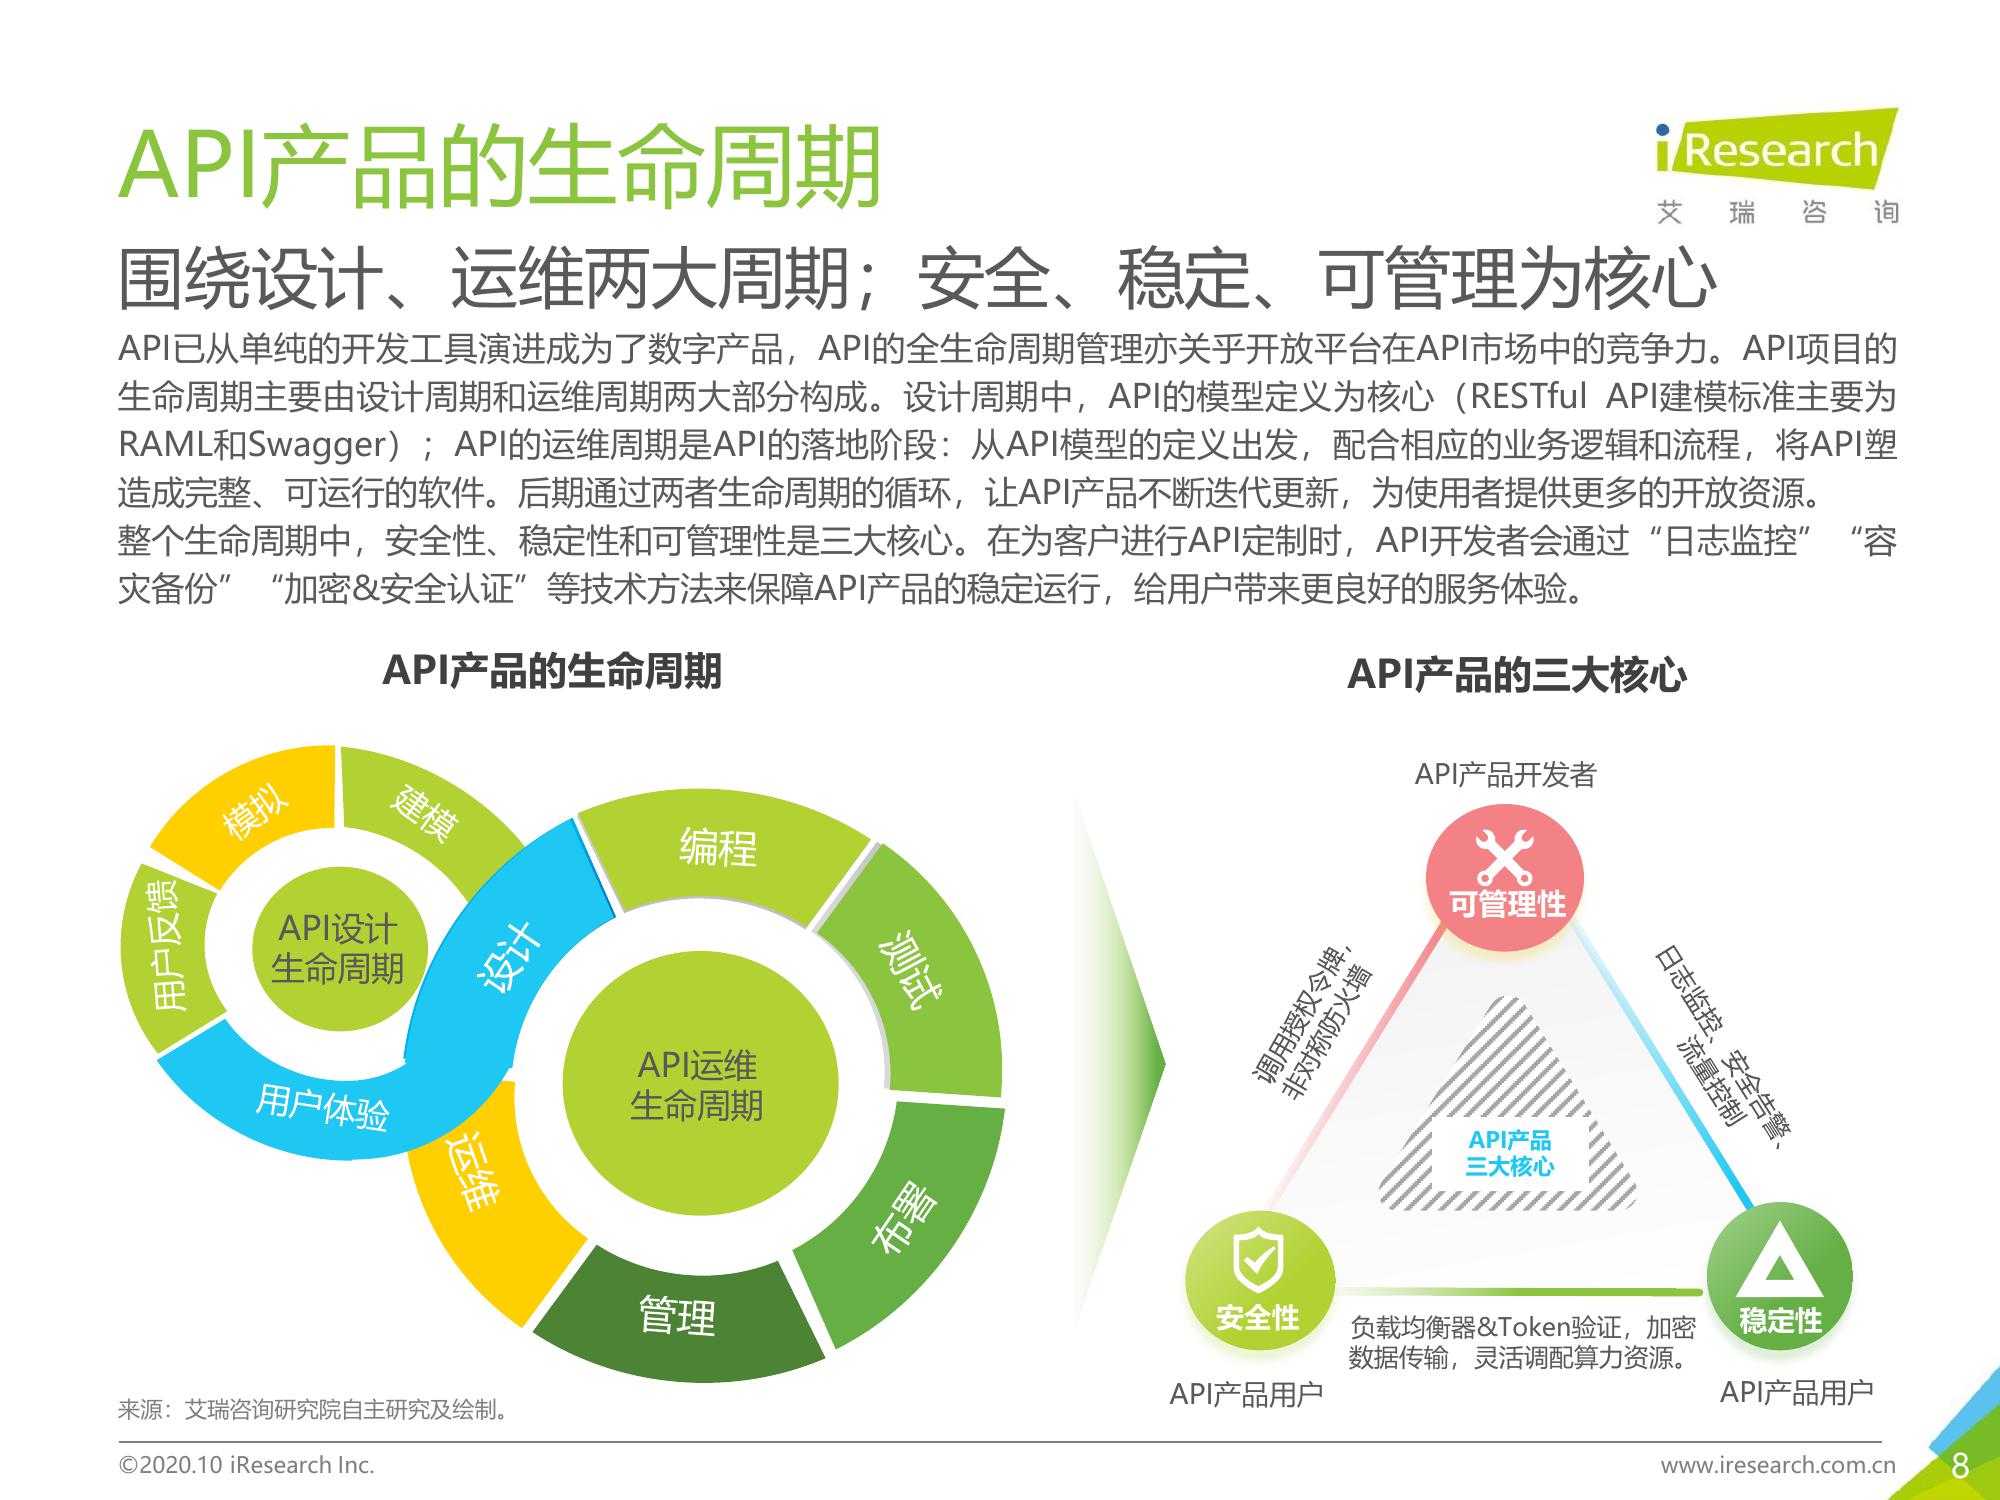 API产品的生命周期
iResearch
艾瑞咨询
围绕设计、运维两大周期；安全、稳定、可管理为核心
API已从单纯的开发工具演进成为了数字产品，API的全生命周期管理亦关乎开放平台在API市场中的竞争力。API项目的
生命周期主要由设计周期和运维周期两大部分构成。设计周期中，API的模型定义为核心（RESTful API建模标准主要为
RAML和Swagger）；API的运维周期是API的落地阶段：从API模型的定义出发，配合相应的业务逻辑和流程，将API塑
造成完整、可运行的软件。后期通过两者生命周期的循环，让API产品不断迭代更新，为使用者提供更多的开放资源。
整个生命周期中，安全性、稳定性和可管理性是三大核心。在为客户进行API定制时，API开发者会通过“日志监控”“容
灾备份”“加密&安全认证”等技术方法来保障API产品的稳定运行，给用户带来更良好的服务体验。
API产品的生命周期
模拟
建模
用户反馈
API设计
生命周期
设计
用户体验
编程
测试
API运维
生命周期
运维
布署
管理
API产品的三大核心
API产品开发者
可管理性
调用授权令牌，
非对称防火墙
日志监控、安全告警、
流量控制
API产品
三大核心
安全性
稳定性
负载均衡器&Token验证，加密
数据传输，灵活调配算力资源。
API产品用户
API产品用户
来源：艾瑞咨询研究院自主研究及绘制。
©2020.10 iResearch Inc.
www.iresearch.com.cn
8